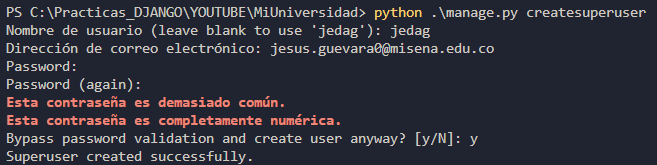 PS C:\Practicas_DJANGO\YOUTUBE\MiUniversidad> python .\manage.py createsuperuser
Nombre de usuario (leave blank to use 'jedag'): jedag
Dirección de correo electrónico: jesus.guevara0@misena.edu.co
Password:
Password (again):
Esta contraseña es demasiado común.
Esta contraseña es completamente numérica.
Bypass password validation and create user anyway? [y/N]: y
Superuser created successfully.